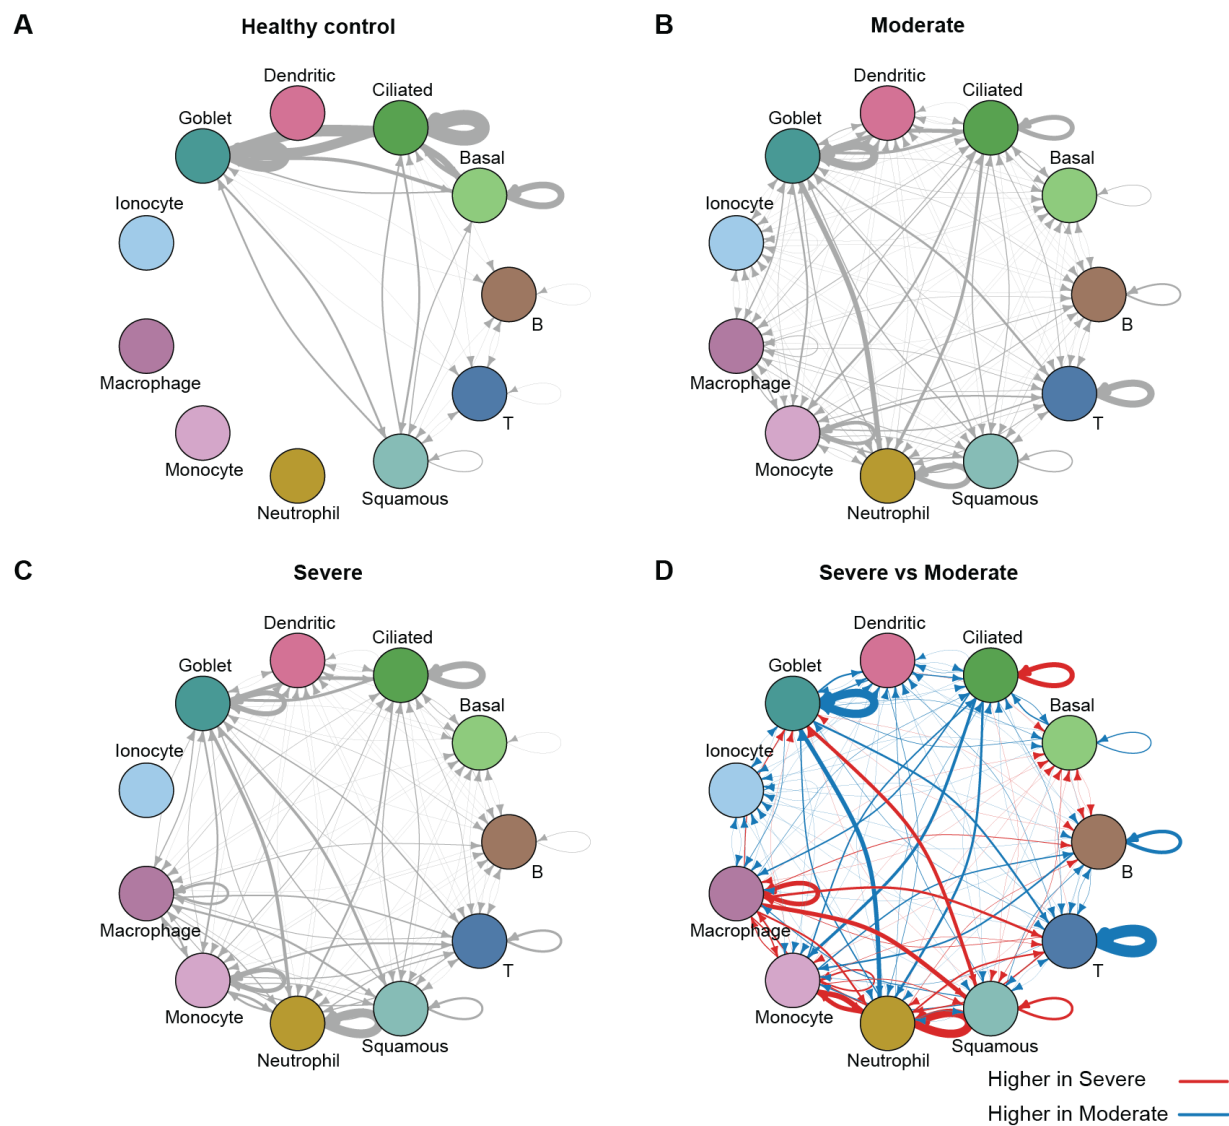 A
Healthy control
Dendritic
Ciliated
Goblet
Basal
Ionocyte
B
Macrophage
T
Monocyte
Squamous
Neutrophil
B
Moderate
Dendritic
Ciliated
Goblet
Basal
Ionocyte
B
Macrophage
T
Monocyte
Squamous
Neutrophil
C
Severe
Dendritic
Ciliated
Goblet
Basal
Ionocyte
B
Macrophage
T
Monocyte
Squamous
Neutrophil
D
Severe vs Moderate
Dendritic
Ciliated
Goblet
Basal
Ionocyte
B
Macrophage
T
Monocyte
Squamous
Neutrophil
Higher in Severe
Higher in Moderate